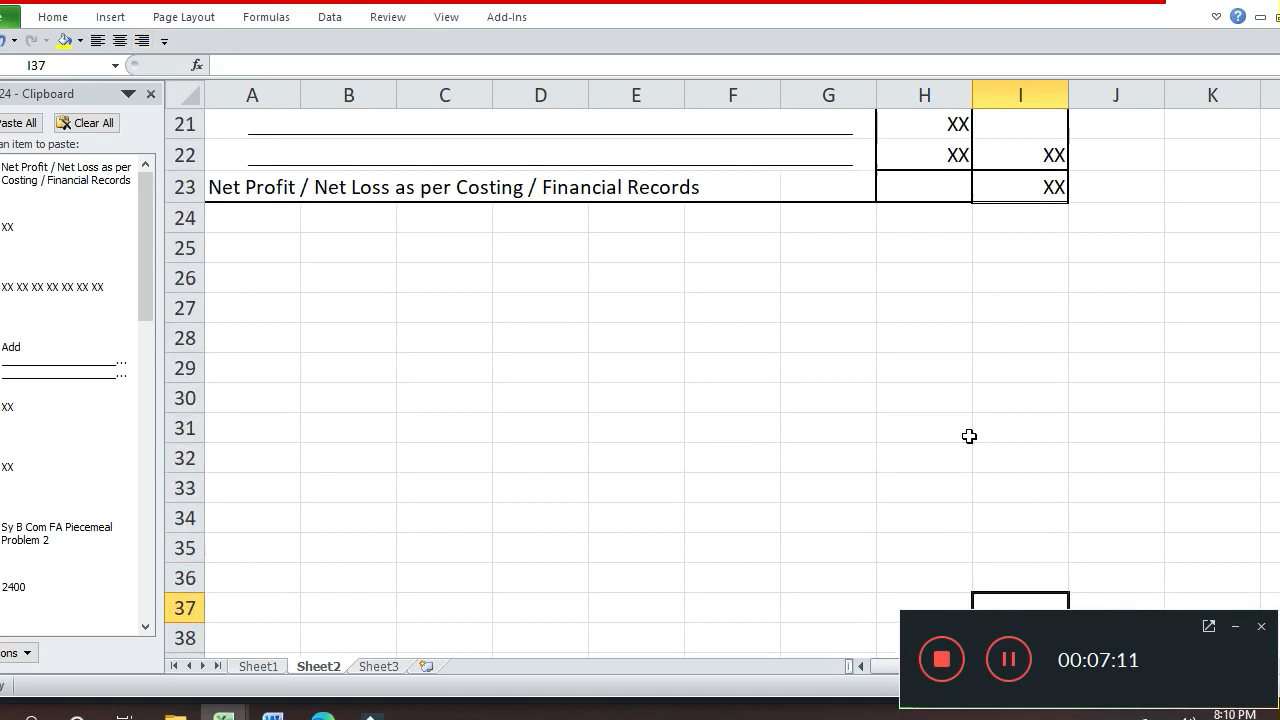 Home Insert Page Layout Formulas Data Review View Add-Ins
I37 fx
24 - Clipboard
Paste All Clear All
an item to paste:
Net Profit / Net Loss as per
Costing / Financial Records
XX
XX XX XX XX XX XX XX
Add
______________________...
______________________...
XX
XX
Sy B Com FA Piecemeal
Problem 2
2400
A B C D E F G H I J K
21 XX
22 XX XX
23 Net Profit / Net Loss as per Costing / Financial Records XX
24
25
26
27
28
29
30
31
32
33
34
35
36
37
38
Sheet1 Sheet2 Sheet3
00:07:11
8:10 PM